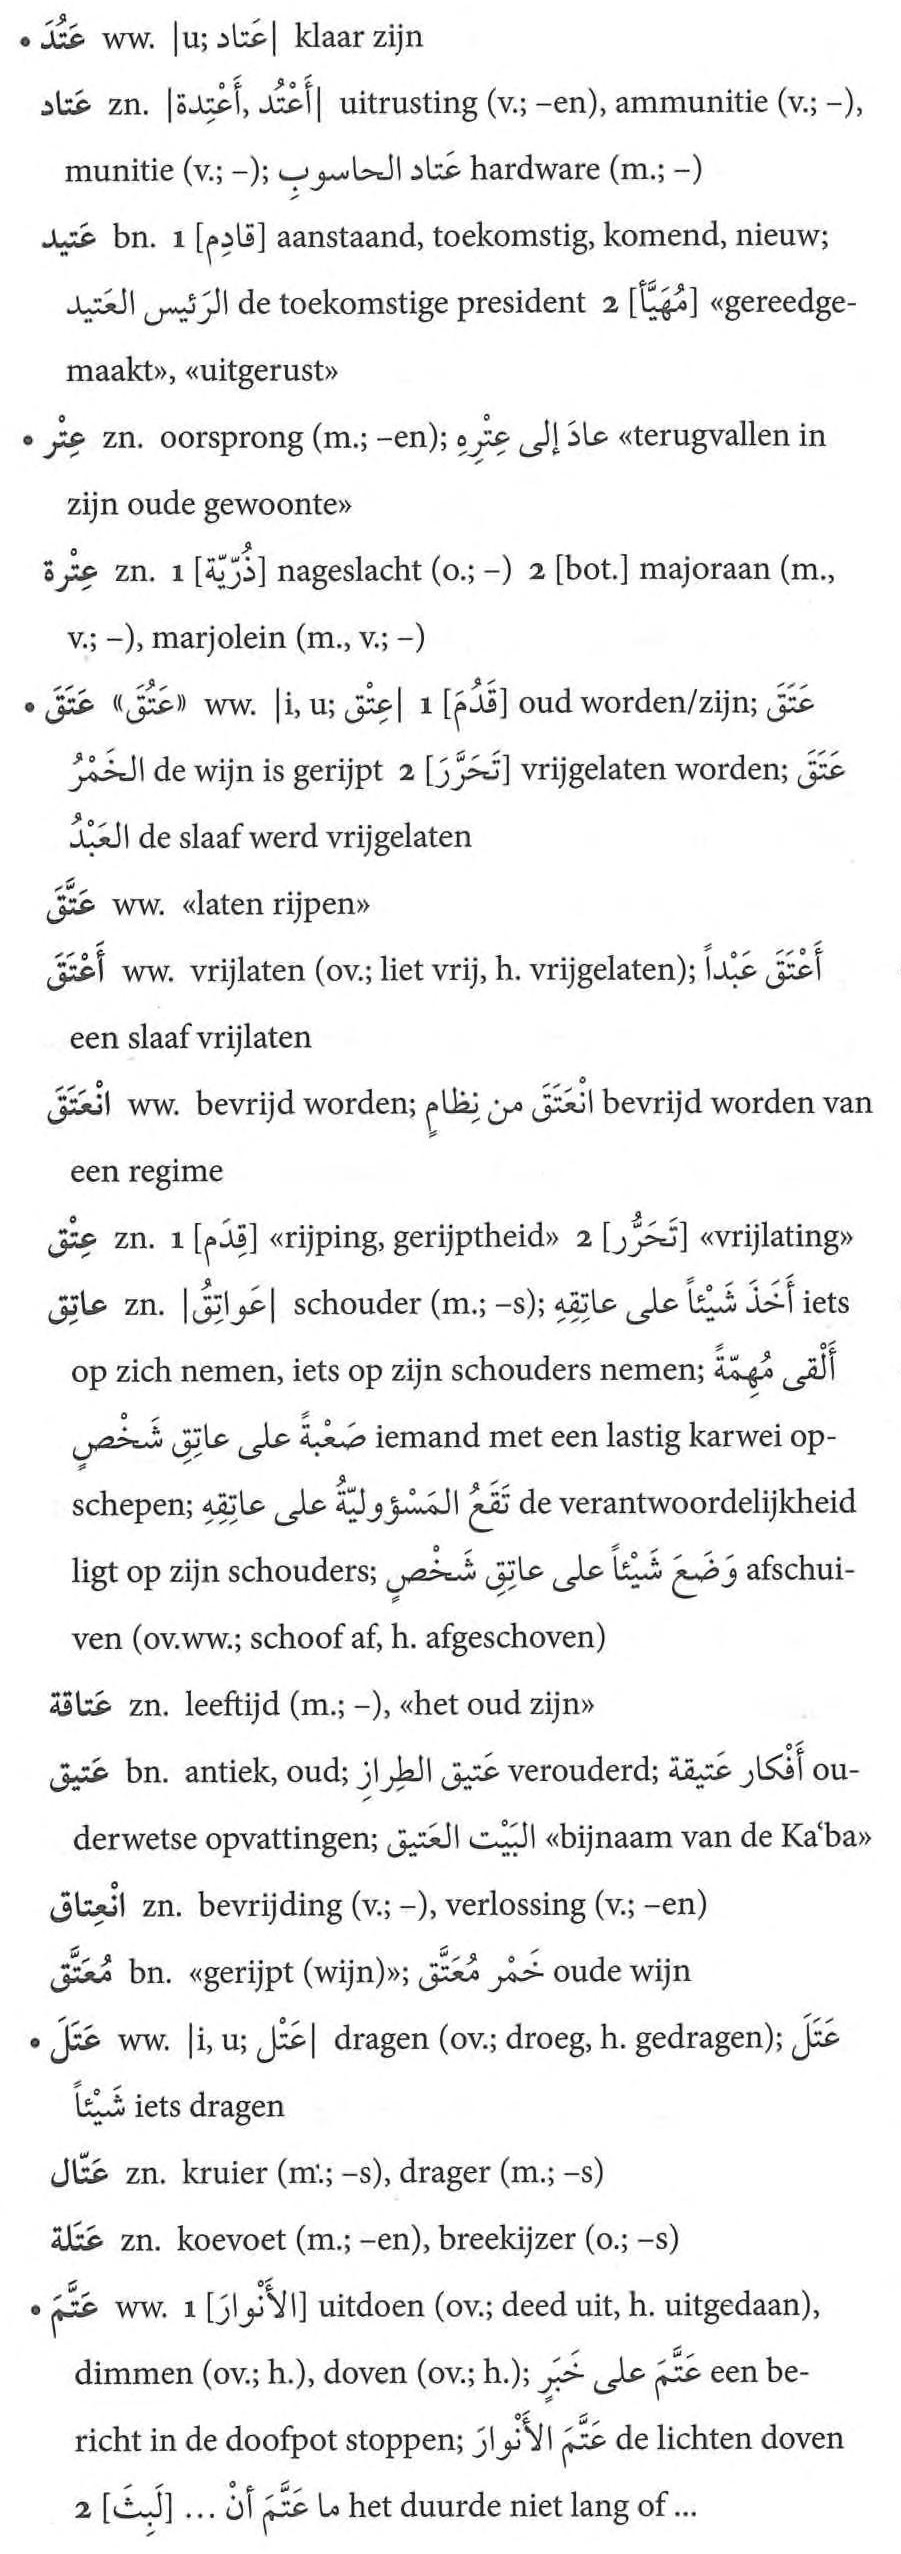 • عَتُدَ ww. |u; عَتاد| klaar zijn
عَتاد zn. |أَعْتُد, أَعْتِدة| uitrusting (v.; –en), ammunitie (v.; –),
munitie (v.; –); عَتاد الحاسوبِ hardware (m.; –)
عَتيد bn. 1 [قادِم] aanstaand, toekomstig, komend, nieuw;
الرَئيس العَتيد de toekomstige president 2 [مُهَيَّأ] «gereedge-
maakt», «uitgerust»
• عِتْر zn. oorsprong (m.; –en); عادَ إلى عِتْرِهِ «terugvallen in
zijn oude gewoonte»
عِتْرة zn. 1 [ذُرّيّة] nageslacht (o.; –) 2 [bot.] majoraan (m.,
v.; –), marjolein (m., v.; –)
• عَتَقَ «عَتُقَ» ww. |i, u; عِتْق| 1 [قَدُمَ] oud worden/zijn; عَتَقَ
الخَمْرُ de wijn is gerijpt 2 [تَحَرَّرَ] vrijgelaten worden; عَتَقَ
العَبْدُ de slaaf werd vrijgelaten
عَتَّقَ ww. «laten rijpen»
أَعْتَقَ ww. vrijlaten (ov.; liet vrij, h. vrijgelaten); أَعْتَقَ عَبْداً
een slaaf vrijlaten
انْعَتَقَ ww. bevrijd worden; انْعَتَقَ من نِظامٍ bevrijd worden van
een regime
عِتْق zn. 1 [قِدَم] «rijping, gerijptheid» 2 [تَحَرُّر] «vrijlating»
عاتِق zn. |عَواتِقُ| schouder (m.; –s); أَخَذَ شَيْئاً على عاتِقِهِ iets
op zich nemen, iets op zijn schouders nemen; أَلْقى مُهِمّةً
صَعْبةً على عاتِقِ شَخْصٍ iemand met een lastig karwei op-
schepen; تَقَعُ المَسْؤوليّةُ على عاتِقِهِ de verantwoordelijkheid
ligt op zijn schouders; وَضَعَ شَيْئاً على عاتِقِ شَخْصٍ afschui-
ven (ov.ww.; schoof af, h. afgeschoven)
عَتاقة zn. leeftijd (m.; –), «het oud zijn»
عَتيق bn. antiek, oud; عَتيق الطِرازِ verouderd; أَفْكار عَتيقة ou-
derwetse opvattingen; البَيْت العَتيق «bijnaam van de Kaʿba»
انْعِتاق zn. bevrijding (v.; –), verlossing (v.; –en)
مُعَتَّق bn. «gerijpt (wijn)»; خَمْر مُعَتَّق oude wijn
• عَتَلَ ww. |i, u; عَتْل| dragen (ov.; droeg, h. gedragen); عَتَلَ
شَيْئاً iets dragen
عَتّال zn. kruier (m.; –s), drager (m.; –s)
عَتَلة zn. koevoet (m.; –en), breekijzer (o.; –s)
• عَتَّمَ ww. 1 [الأَنْوارَ] uitdoen (ov.; deed uit, h. uitgedaan),
dimmen (ov.; h.), doven (ov.; h.); عَتَّمَ على خَبَرٍ een be-
richt in de doofpot stoppen; عَتَّمَ الأَنْوارَ de lichten doven
2 [لَبِثَ] ما عَتَّمَ أنْ ... het duurde niet lang of ...